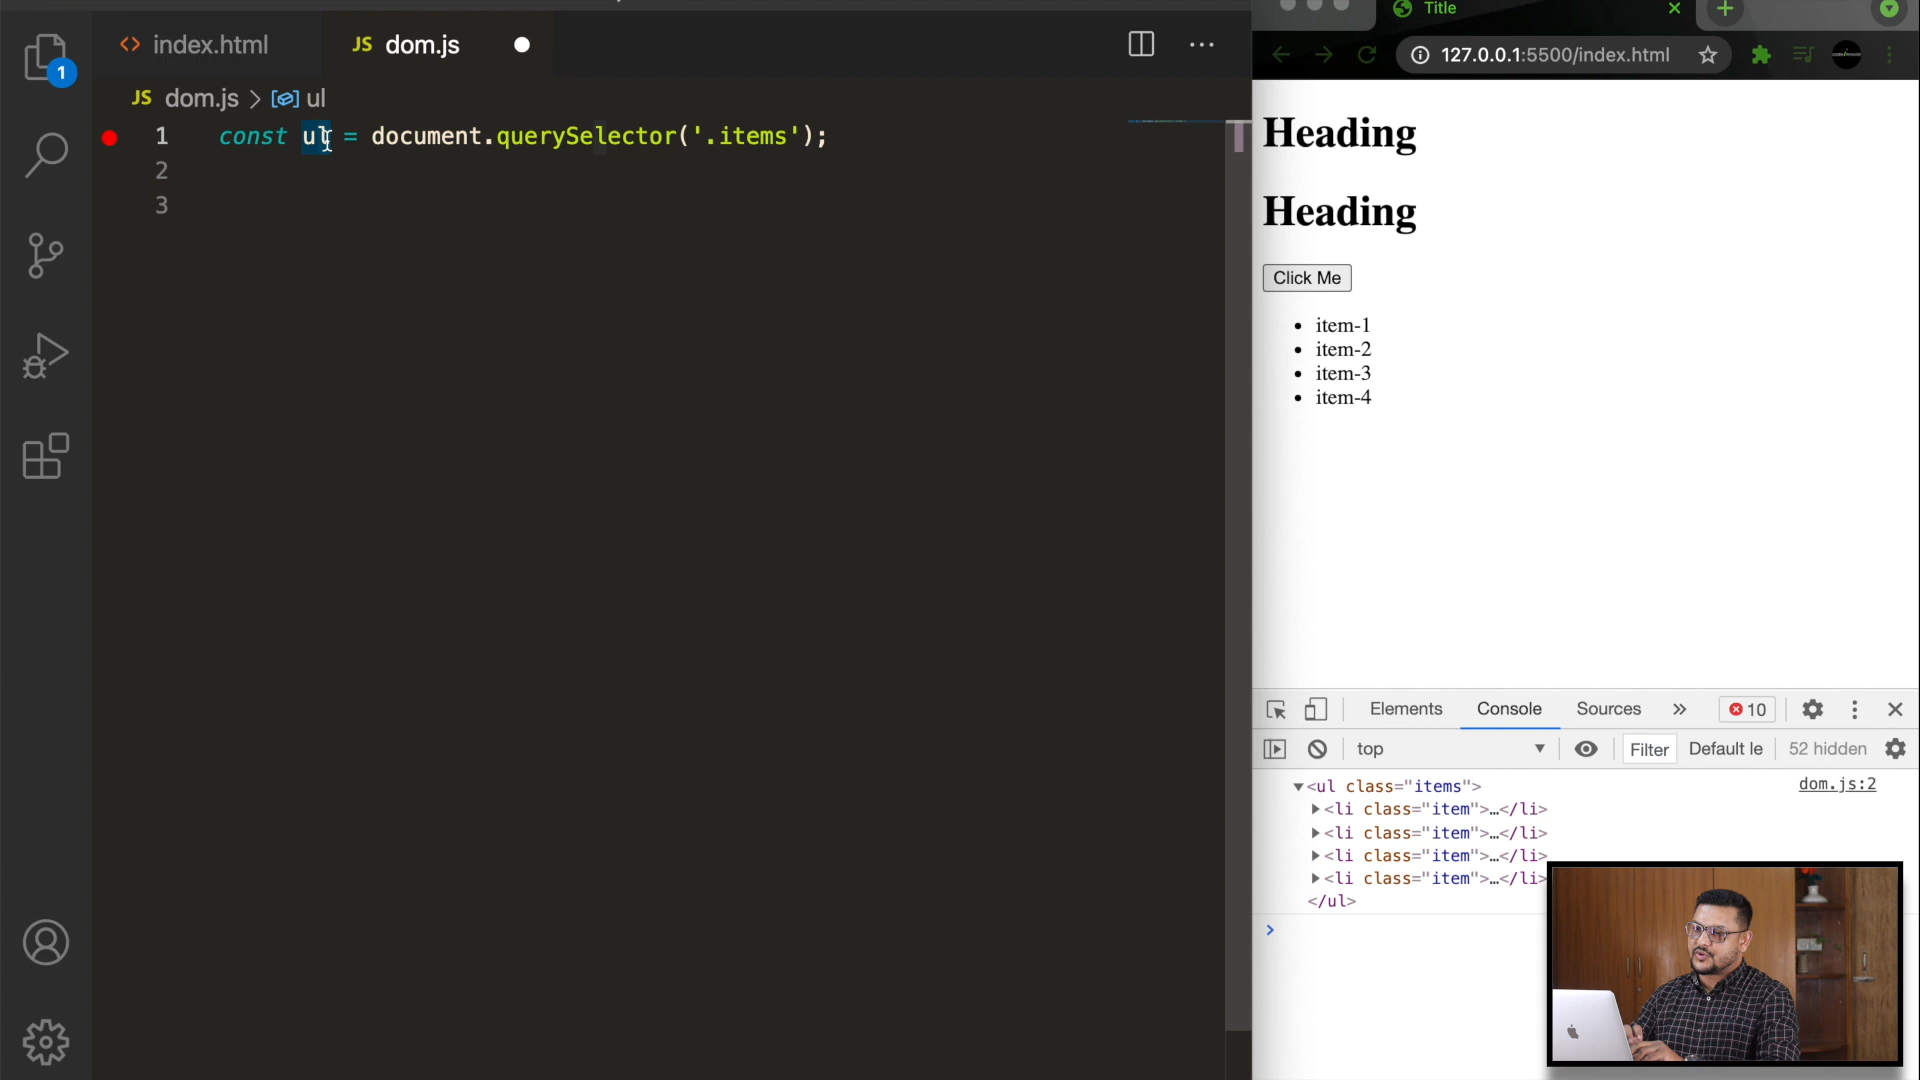 index.html
JS dom.js
1
JS dom.js > ul
1 const ul = document.querySelector('.items');
2
3
Title
127.0.0.1:5500/index.html
Heading
Heading
Click Me
• item-1
• item-2
• item-3
• item-4
Elements Console Sources » 10
top Filter Default le 52 hidden
▼<ul class="items"> dom.js:2
▶<li class="item">…</li>
▶<li class="item">…</li>
▶<li class="item">…</li>
▶<li class="item">…</li>
</ul>
>